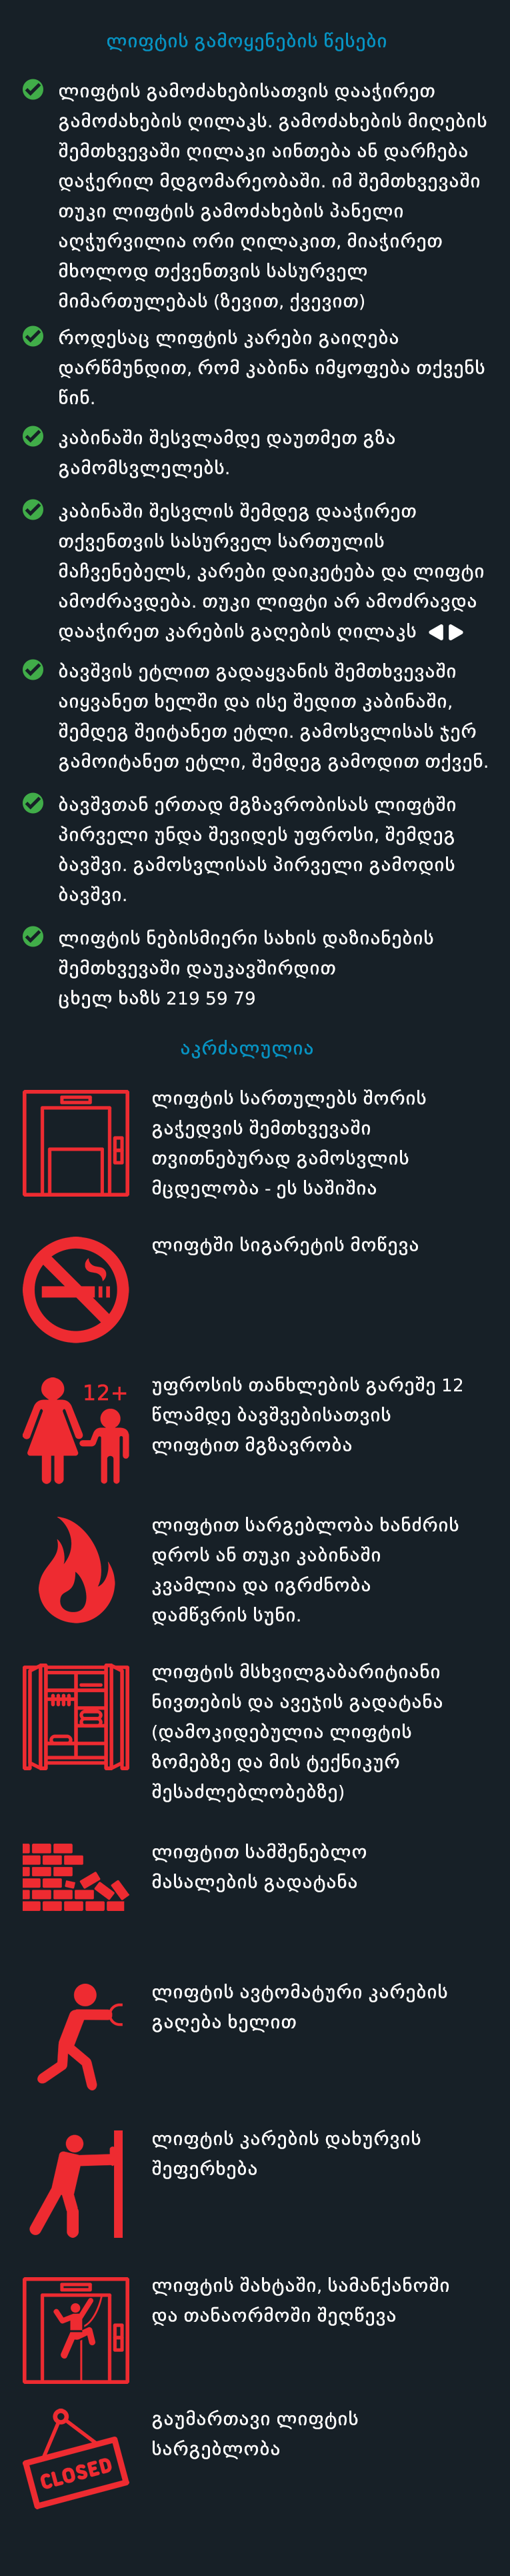 ლიფტის გამოყენების წესები
ლიფტის გამოძახებისათვის დააჭირეთ
გამოძახების ღილაკს. გამოძახების მიღების
შემთხვევაში ღილაკი აინთება ან დარჩება
დაჭერილ მდგომარეობაში. იმ შემთხვევაში
თუკი ლიფტის გამოძახების პანელი
აღჭურვილია ორი ღილაკით, მიაჭირეთ
მხოლოდ თქვენთვის სასურველ
მიმართულებას (ზევით, ქვევით)
როდესაც ლიფტის კარები გაიღება
დარწმუნდით, რომ კაბინა იმყოფება თქვენს
წინ.
კაბინაში შესვლამდე დაუთმეთ გზა
გამომსვლელებს.
კაბინაში შესვლის შემდეგ დააჭირეთ
თქვენთვის სასურველ სართულის
მაჩვენებელს, კარები დაიკეტება და ლიფტი
ამოძრავდება. თუკი ლიფტი არ ამოძრავდა
დააჭირეთ კარების გაღების ღილაკს
ბავშვის ეტლით გადაყვანის შემთხვევაში
აიყვანეთ ხელში და ისე შედით კაბინაში,
შემდეგ შეიტანეთ ეტლი. გამოსვლისას ჯერ
გამოიტანეთ ეტლი, შემდეგ გამოდით თქვენ.
ბავშვთან ერთად მგზავრობისას ლიფტში
პირველი უნდა შევიდეს უფროსი, შემდეგ
ბავშვი. გამოსვლისას პირველი გამოდის
ბავშვი.
ლიფტის ნებისმიერი სახის დაზიანების
შემთხვევაში დაუკავშირდით
ცხელ ხაზს 219 59 79
აკრძალულია
ლიფტის სართულებს შორის
გაჭედვის შემთხვევაში
თვითნებურად გამოსვლის
მცდელობა - ეს საშიშია
ლიფტში სიგარეტის მოწევა
12+
უფროსის თანხლების გარეშე 12
წლამდე ბავშვებისათვის
ლიფტით მგზავრობა
ლიფტით სარგებლობა ხანძრის
დროს ან თუკი კაბინაში
კვამლია და იგრძნობა
დამწვრის სუნი.
ლიფტის მსხვილგაბარიტიანი
ნივთების და ავეჯის გადატანა
(დამოკიდებულია ლიფტის
ზომებზე და მის ტექნიკურ
შესაძლებლობებზე)
ლიფტით სამშენებლო
მასალების გადატანა
ლიფტის ავტომატური კარების
გაღება ხელით
ლიფტის კარების დახურვის
შეფერხება
ლიფტის შახტაში, სამანქანოში
და თანაორმოში შეღწევა
გაუმართავი ლიფტის
სარგებლობა
CLOSED